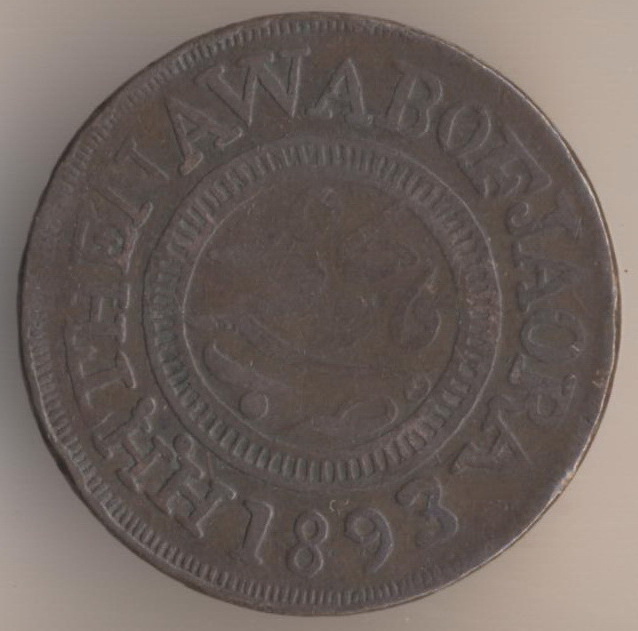 H·H·THE NAWAB OF JAORA
1893